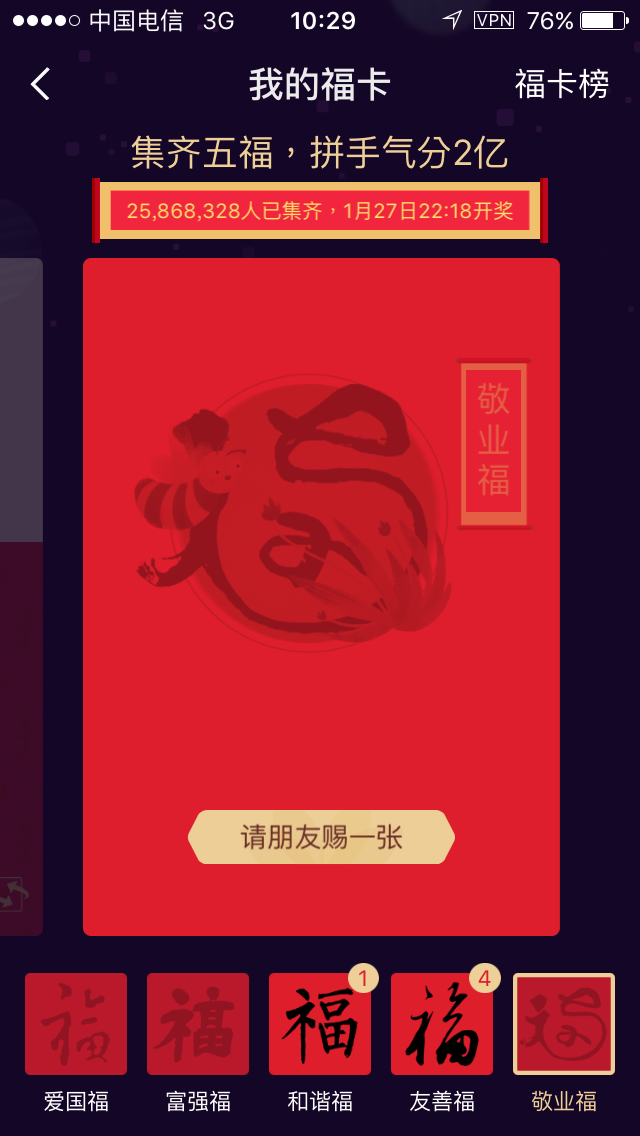 中国电信 3G 10:29 VPN 76%
我的福卡 福卡榜
集齐五福，拼手气分2亿
25,868,328人已集齐，1月27日22:18开奖
敬业福
请朋友赐一张
1 4
福 福 福 福 福
爱国福 富强福 和谐福 友善福 敬业福